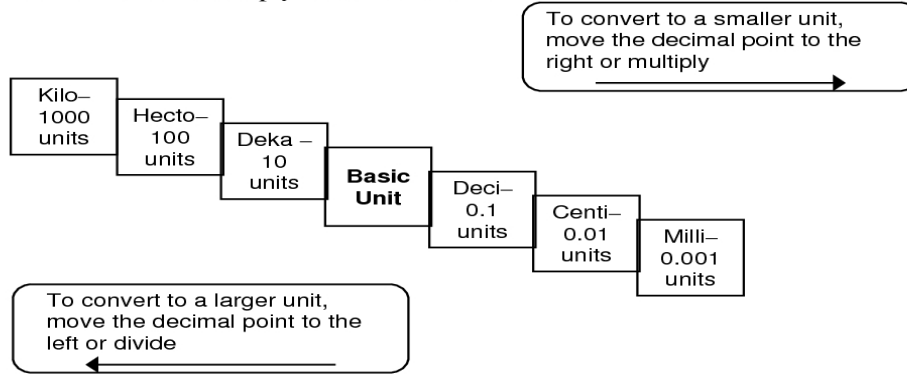 To convert to a smaller unit,
move the decimal point to the
right or multiply
Kilo–
1000
units
Hecto–
100
units
Deka –
10
units
Basic
Unit
Deci–
0.1
units
Centi–
0.01
units
Milli–
0.001
units
To convert to a larger unit,
move the decimal point to the
left or divide